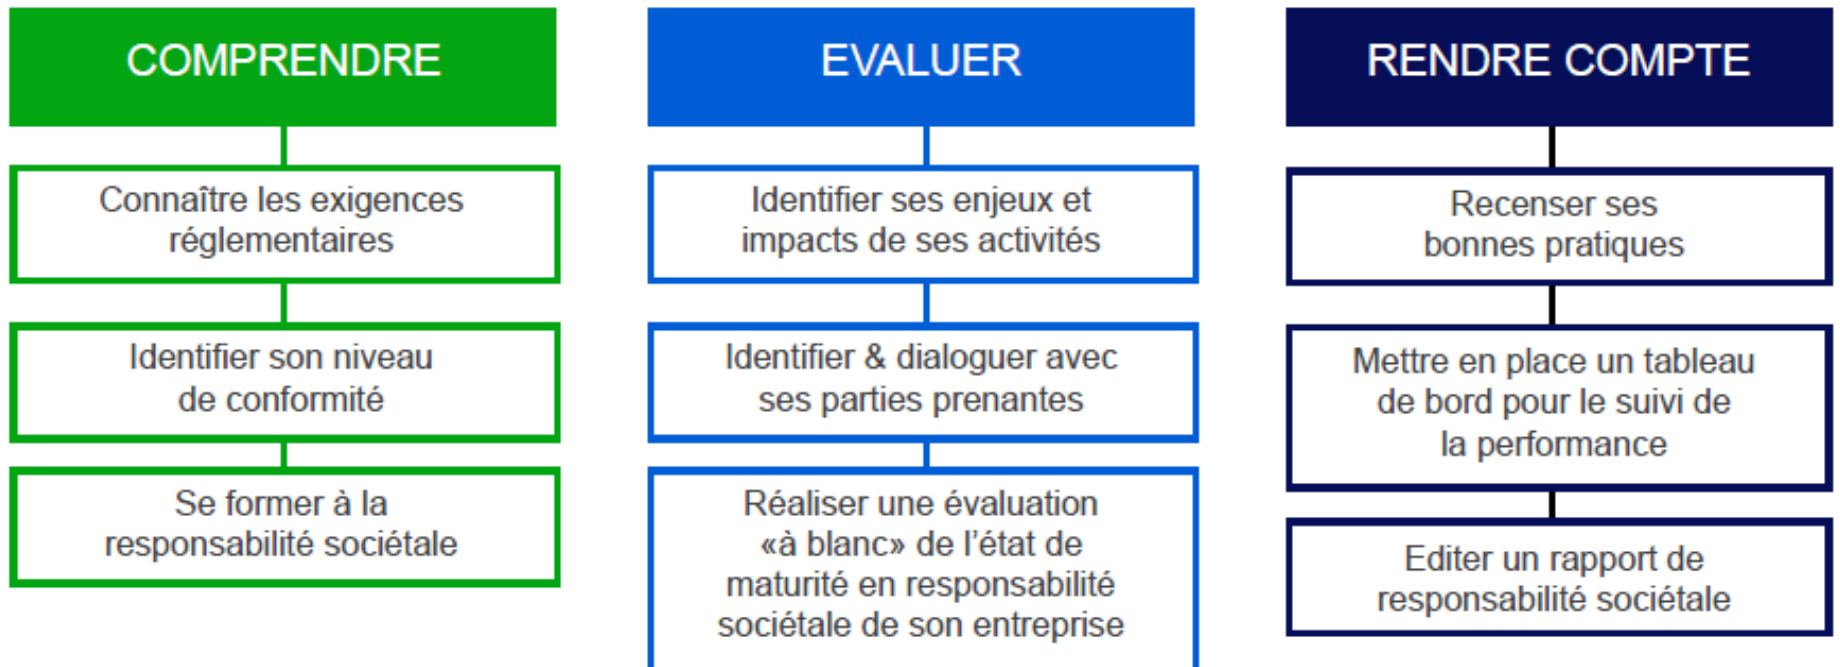 COMPRENDRE
Connaître les exigences
réglementaires
Identifier son niveau
de conformité
Se former à la
responsabilité sociétale
EVALUER
Identifier ses enjeux et
impacts de ses activités
Identifier & dialoguer avec
ses parties prenantes
Réaliser une évaluation
«à blanc» de l'état de
maturité en responsabilité
sociétale de son entreprise
RENDRE COMPTE
Recenser ses
bonnes pratiques
Mettre en place un tableau
de bord pour le suivi de
la performance
Editer un rapport de
responsabilité sociétale